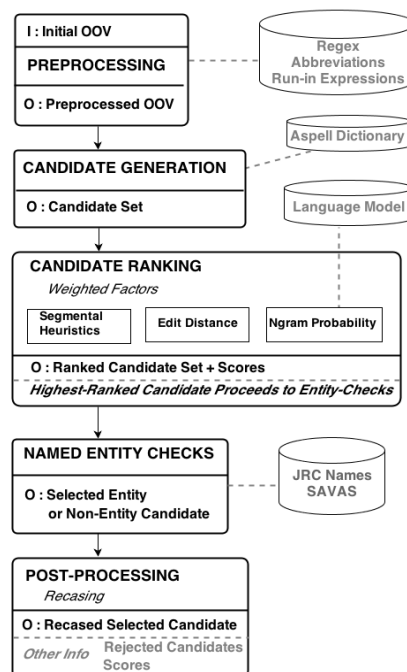 I : Initial OOV
PREPROCESSING
O : Preprocessed OOV
Regex
Abbreviations
Run-in Expressions
Aspell Dictionary
CANDIDATE GENERATION
O : Candidate Set
Language Model
CANDIDATE RANKING
Weighted Factors
Segmental
Heuristics
Edit Distance
Ngram Probability
O : Ranked Candidate Set + Scores
Highest-Ranked Candidate Proceeds to Entity-Checks
NAMED ENTITY CHECKS
O : Selected Entity
or Non-Entity Candidate
JRC Names
SAVAS
POST-PROCESSING
Recasing
O : Recased Selected Candidate
Other Info Rejected Candidates
Scores